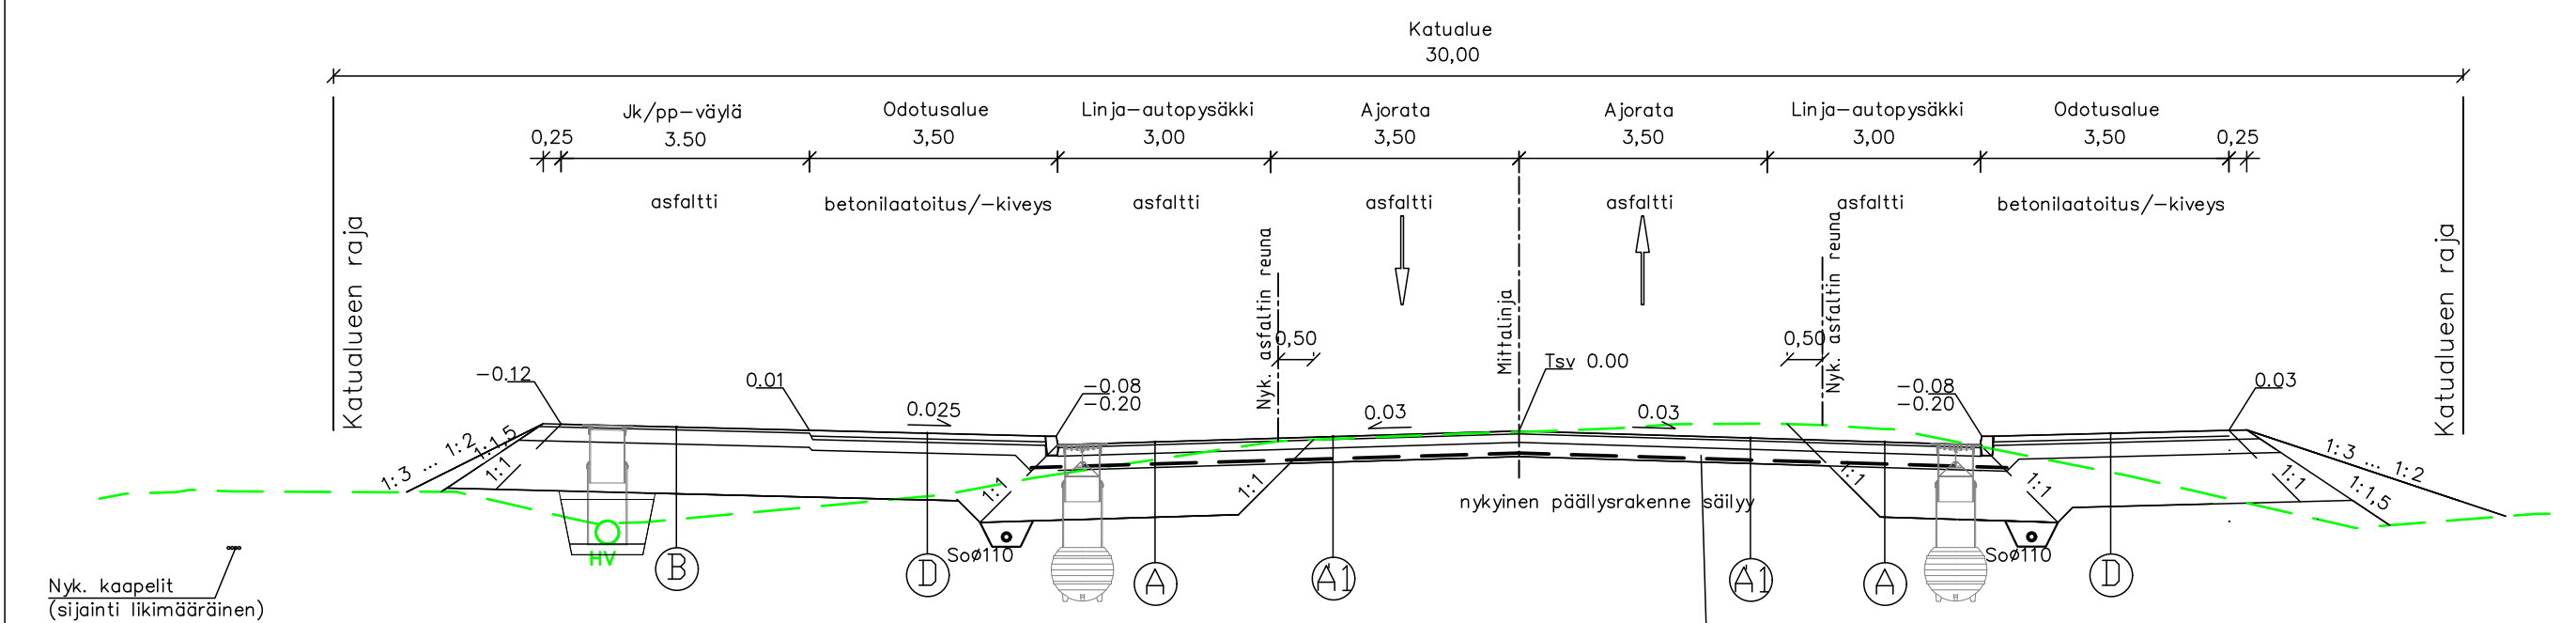 Katualue
30,00
Jk/pp-väylä
Odotusalue
Linja-autopysäkki
Ajorata
Ajorata
Linja-autopysäkki
Odotusalue
0,25
3.50
3,50
3,00
3,50
3,50
3,00
3,50
0,25
asfaltti
betonilaatoitus/-kiveys
asfaltti
asfaltti
asfaltti
asfaltti
betonilaatoitus/-kiveys
Katualueen raja
Nyk. asfaltin reuna
Mittalinja
Nyk. asfaltin reuna
Katualueen raja
0,50
0,50
Tsv 0.00
-0.12
0.01
0.025
-0.08
-0.20
0.03
0.03
-0.08
-0.20
0.03
1:3 ... 1:2
1:1,5
1:1
1:1
1:1
1:1
1:1
1:1
1:1,5
1:3 ... 1:2
nykyinen päällysrakenne säilyy
HV
Soø110
Soø110
B
D
A
A1
A1
A
D
Nyk. kaapelit
(sijainti likimääräinen)